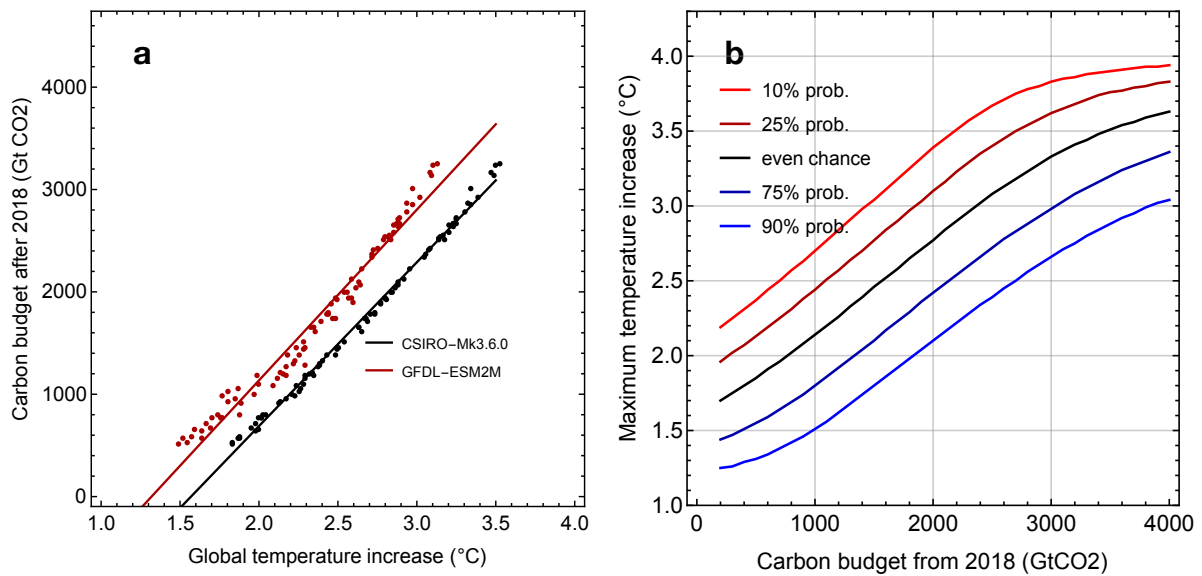 a
Carbon budget after 2018 (Gt CO2)
4000
3000
2000
1000
0
CSIRO−Mk3.6.0
GFDL−ESM2M
1.0 1.5 2.0 2.5 3.0 3.5 4.0
Global temperature increase (°C)
b
Maximum temperature increase (°C)
4.0
3.5
3.0
2.5
2.0
1.5
1.0
10% prob.
25% prob.
even chance
75% prob.
90% prob.
0 1000 2000 3000 4000
Carbon budget from 2018 (GtCO2)